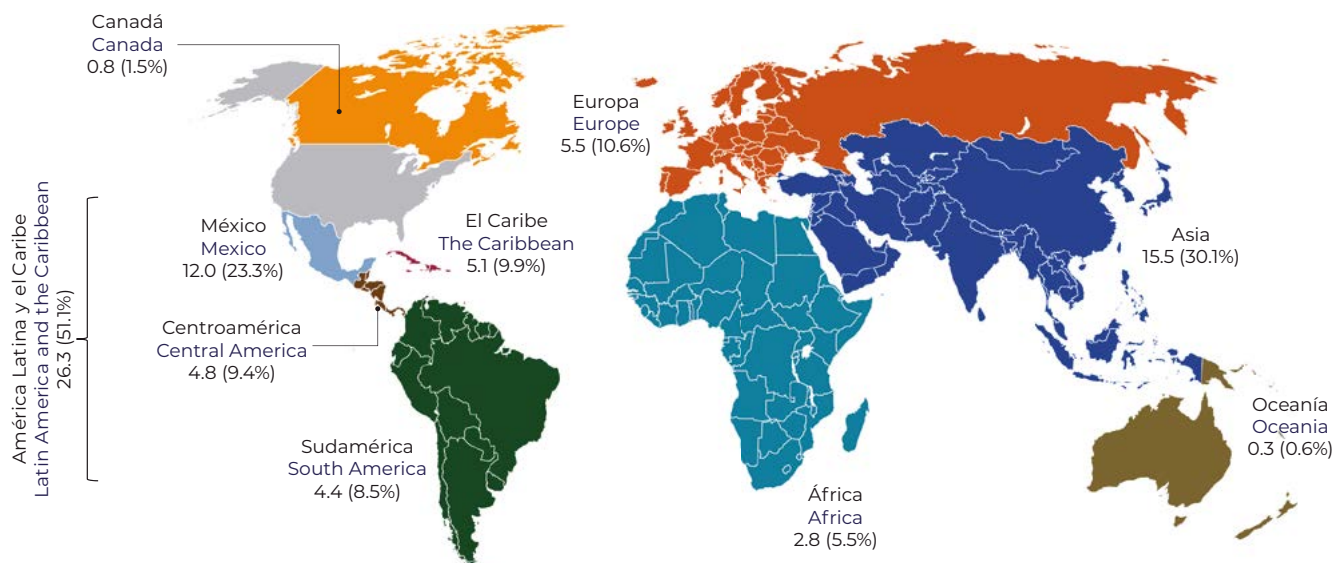 Canadá
Canada
0.8 (1.5%)
Europa
Europe
5.5 (10.6%)
América Latina y el Caribe
Latin America and the Caribbean
26.3 (51.1%)
México
Mexico
12.0 (23.3%)
El Caribe
The Caribbean
5.1 (9.9%)
Asia
15.5 (30.1%)
Centroamérica
Central America
4.8 (9.4%)
Sudamérica
South America
4.4 (8.5%)
Oceanía
Oceania
0.3 (0.6%)
África
Africa
2.8 (5.5%)